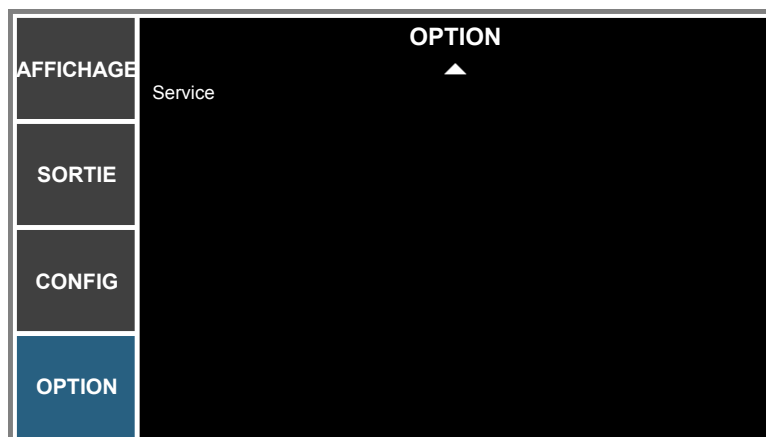 OPTION
AFFICHAGE
Service
SORTIE
CONFIG
OPTION